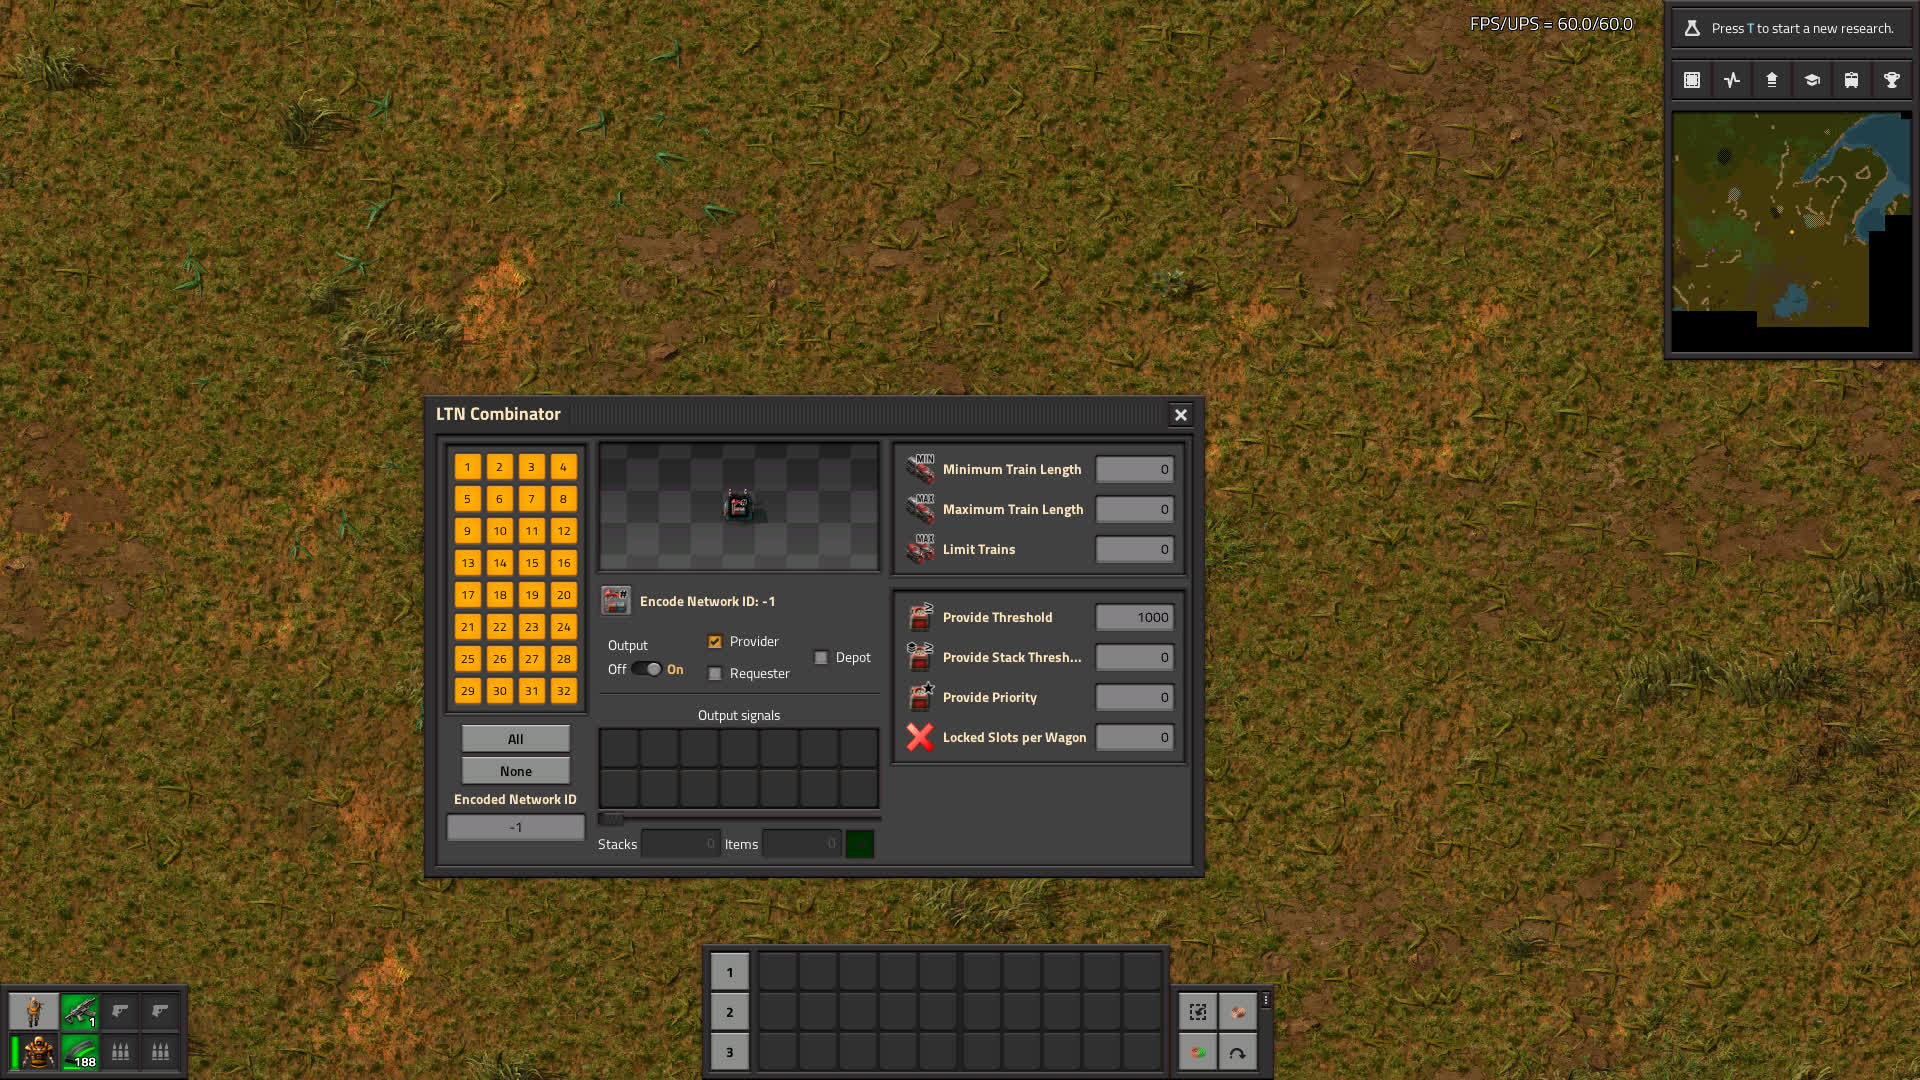 FPS/UPS = 60.0/60.0
Press T to start a new research.
LTN Combinator
1 2 3 4
5 6 7 8
9 10 11 12
13 14 15 16
17 18 19 20
21 22 23 24
25 26 27 28
29 30 31 32
All
None
Encoded Network ID
-1
Encode Network ID: -1
Output
Off On
Provider
Requester
Depot
Output signals
Stacks 0 Items 0
MIN Minimum Train Length 0
MAX Maximum Train Length 0
MAX Limit Trains 0
Provide Threshold 1000
Provide Stack Thresh... 0
Provide Priority 0
Locked Slots per Wagon 0
1
2
3
1
188